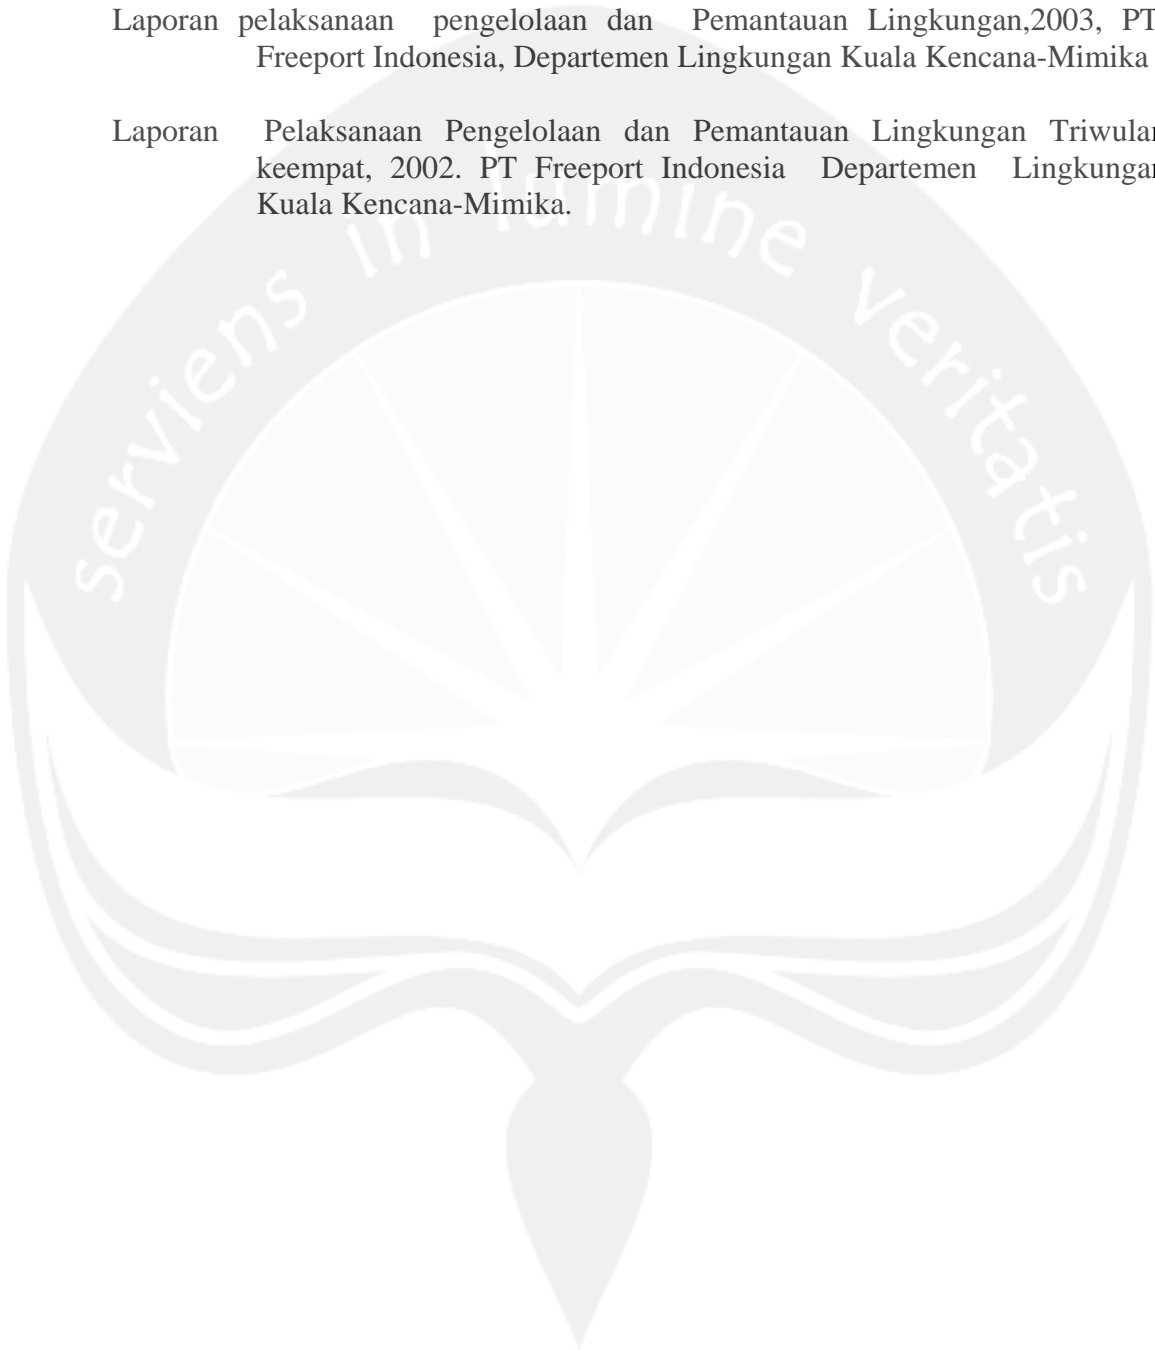 Laporan pelaksanaan pengelolaan dan Pemantauan Lingkungan,2003, PT
Freeport Indonesia, Departemen Lingkungan Kuala Kencana-Mimika
Laporan Pelaksanaan Pengelolaan dan Pemantauan Lingkungan Triwulan
keempat, 2002. PT Freeport Indonesia Departemen Lingkungan
Kuala Kencana-Mimika.
serviens in lumine veritatis